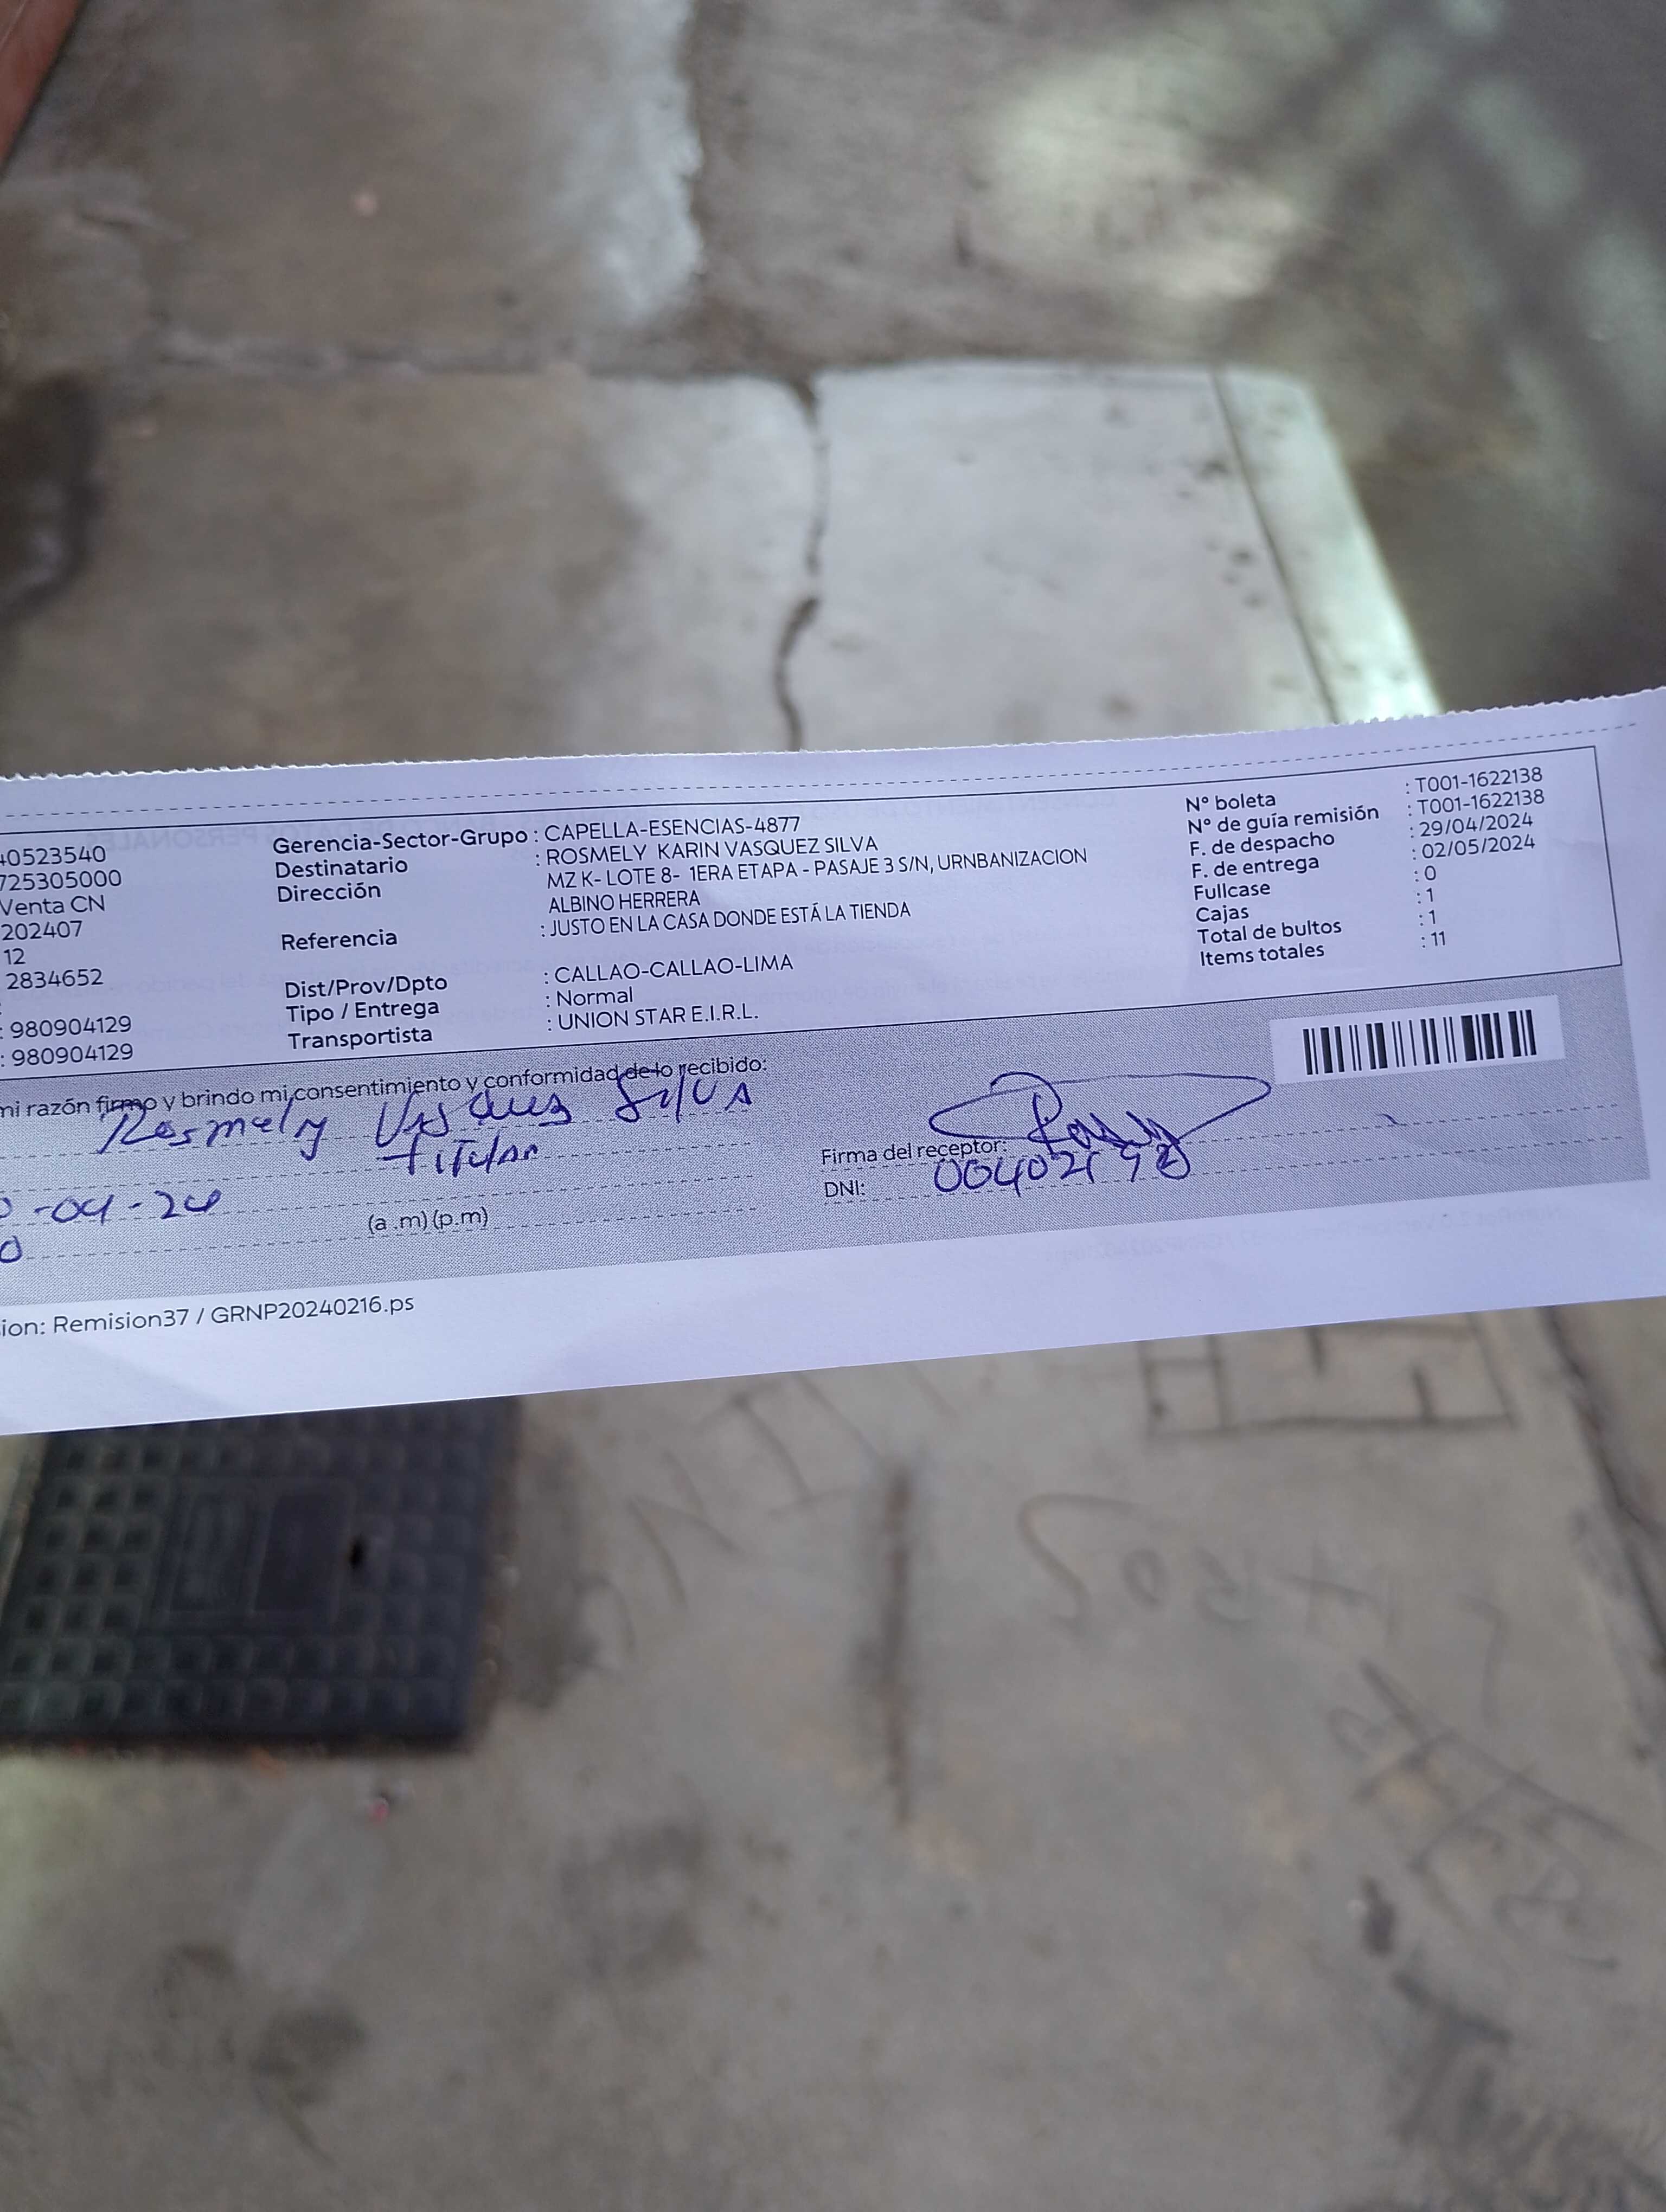 40523540
725305000
Venta CN
202407
12
2834652
:
: 980904129
: 980904129
Gerencia-Sector-Grupo : CAPELLA-ESENCIAS-4877
Destinatario : ROSMELY KARIN VASQUEZ SILVA
Dirección MZ K- LOTE 8- 1ERA ETAPA - PASAJE 3 S/N, URNBANIZACION
ALBINO HERRERA
Referencia : JUSTO EN LA CASA DONDE ESTÁ LA TIENDA
Dist/Prov/Dpto : CALLAO-CALLAO-LIMA
Tipo / Entrega : Normal
Transportista : UNION STAR E.I.R.L.
N° boleta : T001-1622138
N° de guía remisión : T001-1622138
F. de despacho : 29/04/2024
F. de entrega : 02/05/2024
Fullcase : 0
Cajas : 1
Total de bultos : 1
Items totales : 11
mi razón firmo y brindo mi consentimiento y conformidad de lo recibido:
Rosmely Vasquez Silva
Titular
-04-24
0
(a .m) (p.m)
Firma del receptor:
DNI:
ion: Remision37 / GRNP20240216.ps